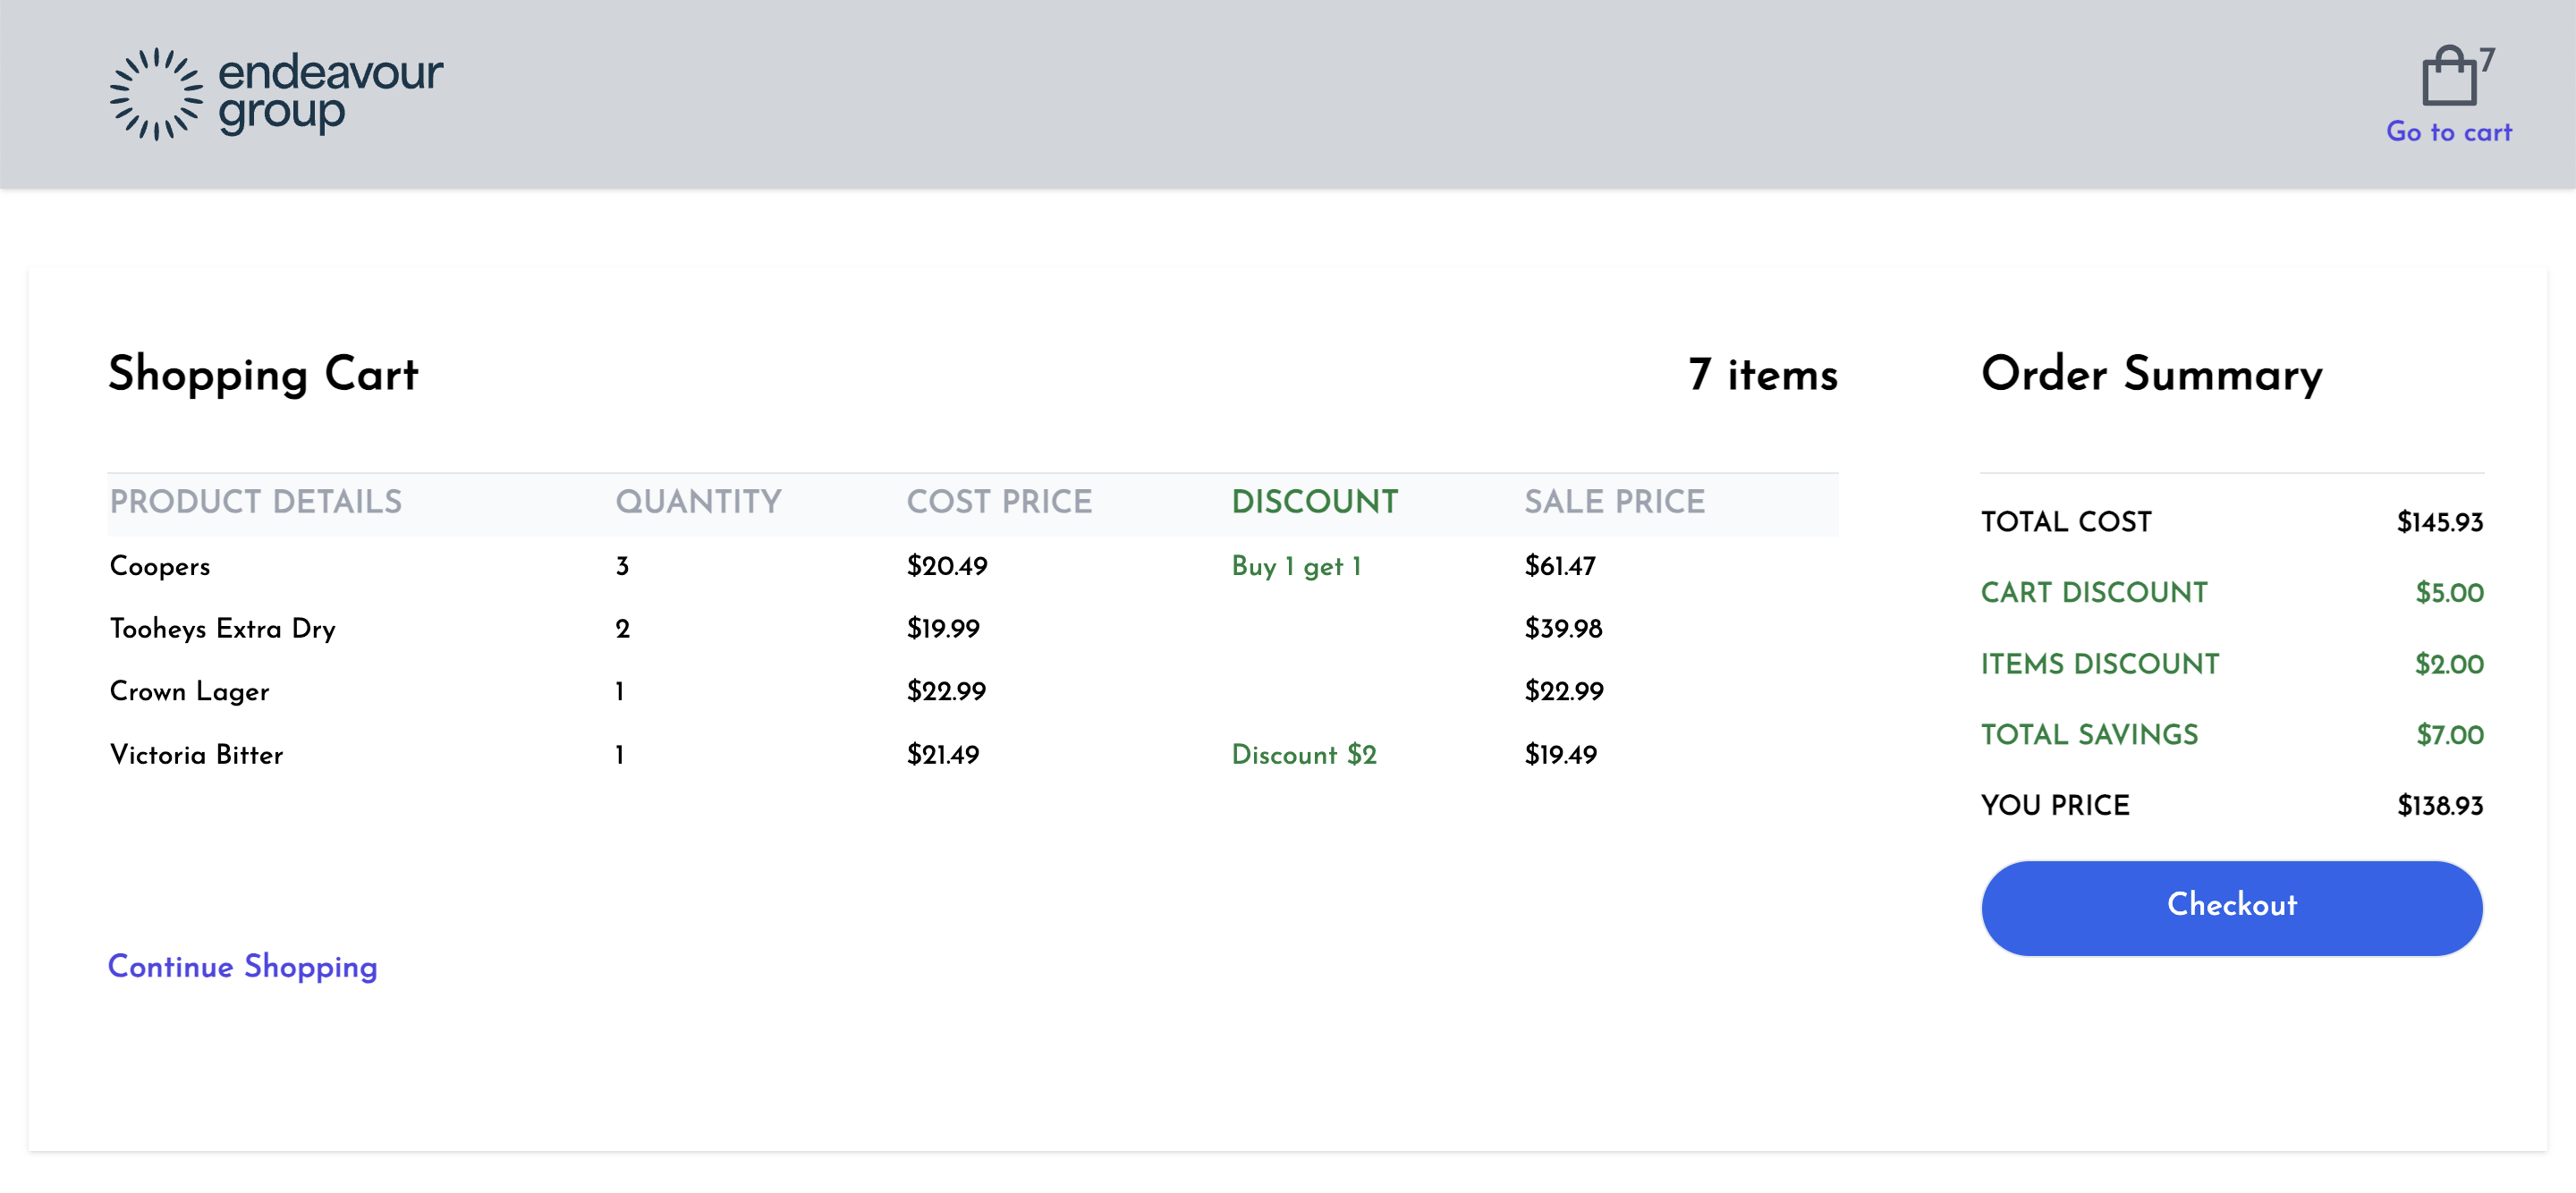 endeavour
group
7
Go to cart
Shopping Cart
7 items
PRODUCT DETAILS QUANTITY COST PRICE DISCOUNT SALE PRICE
Coopers 3 $20.49 Buy 1 get 1 $61.47
Tooheys Extra Dry 2 $19.99 $39.98
Crown Lager 1 $22.99 $22.99
Victoria Bitter 1 $21.49 Discount $2 $19.49
Continue Shopping
Order Summary
TOTAL COST $145.93
CART DISCOUNT $5.00
ITEMS DISCOUNT $2.00
TOTAL SAVINGS $7.00
YOU PRICE $138.93
Checkout